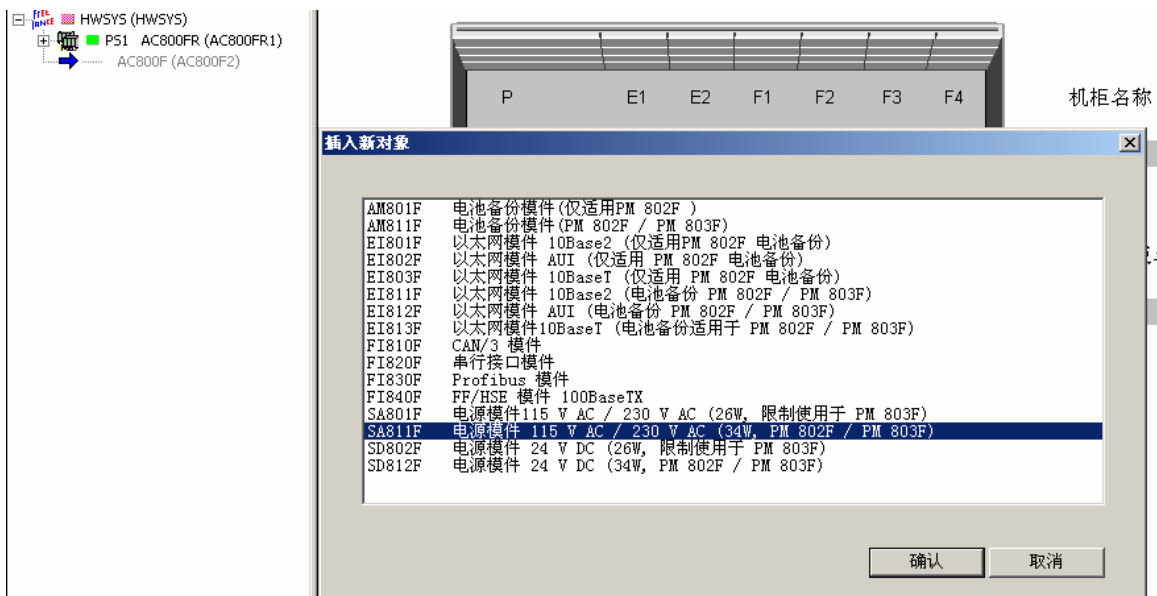 HWSYS (HWSYS)
PS1 AC800FR (AC800FR1)
AC800F (AC800F2)
P E1 E2 F1 F2 F3 F4
机柜名称
插入新对象
AM801F 电池备份模件(仅适用PM 802F )
AM811F 电池备份模件(PM 802F / PM 803F)
EI801F 以太网模件 10Base2 (仅适用PM 802F 电池备份)
EI802F 以太网模件 AUI (仅适用 PM 802F 电池备份)
EI803F 以太网模件 10BaseT (仅适用 PM 802F 电池备份)
EI811F 以太网模件 10Base2 (电池备份 PM 802F / PM 803F)
EI812F 以太网模件 AUI (电池备份 PM 802F / PM 803F)
EI813F 以太网模件10BaseT (电池备份适用于 PM 802F / PM 803F)
FI810F CAN/3 模件
FI820F 串行接口模件
FI830F Profibus 模件
FI840F FF/HSE 模件 100BaseTX
SA801F 电源模件115 V AC / 230 V AC (26W, 限制使用于 PM 803F)
SA811F 电源模件 115 V AC / 230 V AC (34W, PM 802F / PM 803F)
SD802F 电源模件 24 V DC (26W, 限制使用于 PM 803F)
SD812F 电源模件 24 V DC (34W, PM 802F / PM 803F)
确认 取消